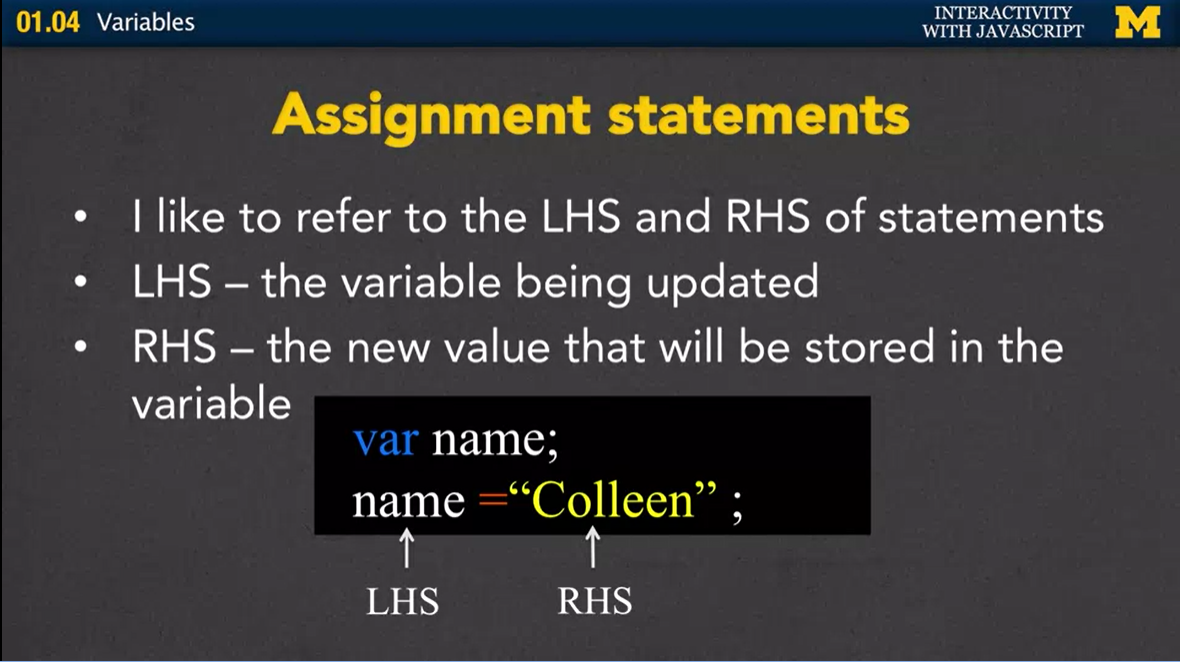 01.04 Variables
INTERACTIVITY
WITH JAVASCRIPT
M
Assignment statements
• I like to refer to the LHS and RHS of statements
• LHS – the variable being updated
• RHS – the new value that will be stored in the
variable
var name;
name =“Colleen” ;
LHS RHS